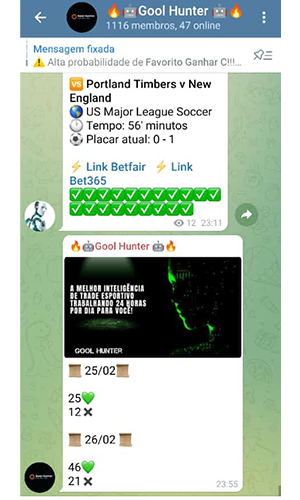 🔥🤖Gool Hunter 🤖🔥
1116 membros, 47 online
Mensagem fixada
⚠️ Alta probabilidade de Favorito Ganhar C!!!...
🆚 Portland Timbers v New
England
🌎 US Major League Soccer
🕐 Tempo: 56' minutos
⚽ Placar atual: 0 - 1
⚡ Link Betfair ⚡ Link
Bet365
✅✅✅✅✅✅✅✅✅✅✅✅
✅✅✅✅✅✅✅✅✅✅
12 23:11
🔥🤖Gool Hunter 🤖🔥
A MELHOR INTELIGÊNCIA
DE TRADE ESPORTIVO
TRABALHANDO 24 HORAS
POR DIA PARA VOCÊ!
GOOL HUNTER
📜 25/02📜
25💚
12❌
📜 26/02 📜
46💚
21❌
23:55